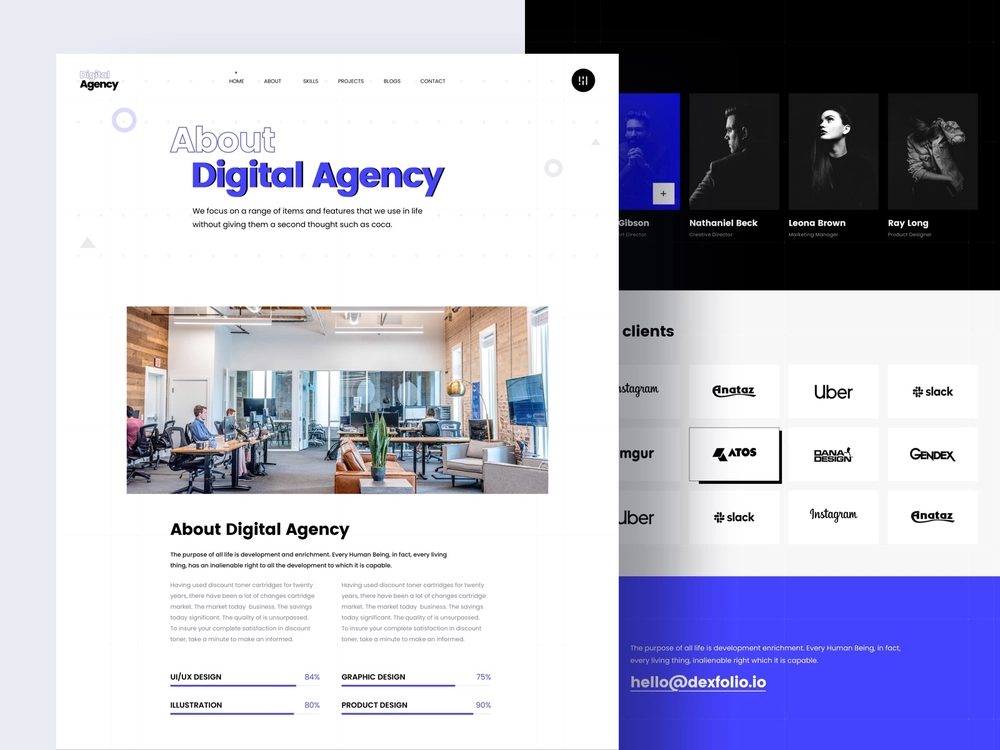 Digital
Agency
HOME
ABOUT
SKILLS
PROJECTS
BLOGS
CONTACT
About
Digital Agency
We focus on a range of items and features that we use in life
without giving them a second thought such as coca.
About Digital Agency
The purpose of all life is development and enrichment. Every Human Being, in fact, every living
thing, has an inalienable right to all the development to which it is capable.
Having used discount toner cartridges for twenty
years, there have been a lot of changes cartridge
market. The market today business. The savings
today significant. The quality of is unsurpassed.
To insure your complete satisfaction in discount
toner, take a minute to make an informed.
Having used discount toner cartridges for twenty
years, there have been a lot of changes cartridge
market. The market today business. The savings
today significant. The quality of is unsurpassed.
To insure your complete satisfaction in discount
toner, take a minute to make an informed.
UI/UX DESIGN 84%
GRAPHIC DESIGN 75%
ILLUSTRATION 80%
PRODUCT DESIGN 90%
Gibson
Art Director
Nathaniel Beck
Creative Director
Leona Brown
Marketing Manager
Ray Long
Product Designer
clients
nstagram
Anataz
Uber
slack
mgur
ATOS
DANA
DESIGN
GENDEX
Uber
slack
Instagram
Anataz
The purpose of all life is development enrichment. Every Human Being, in fact,
every living thing, inalienable right which it is capable.
hello@dexfolio.io